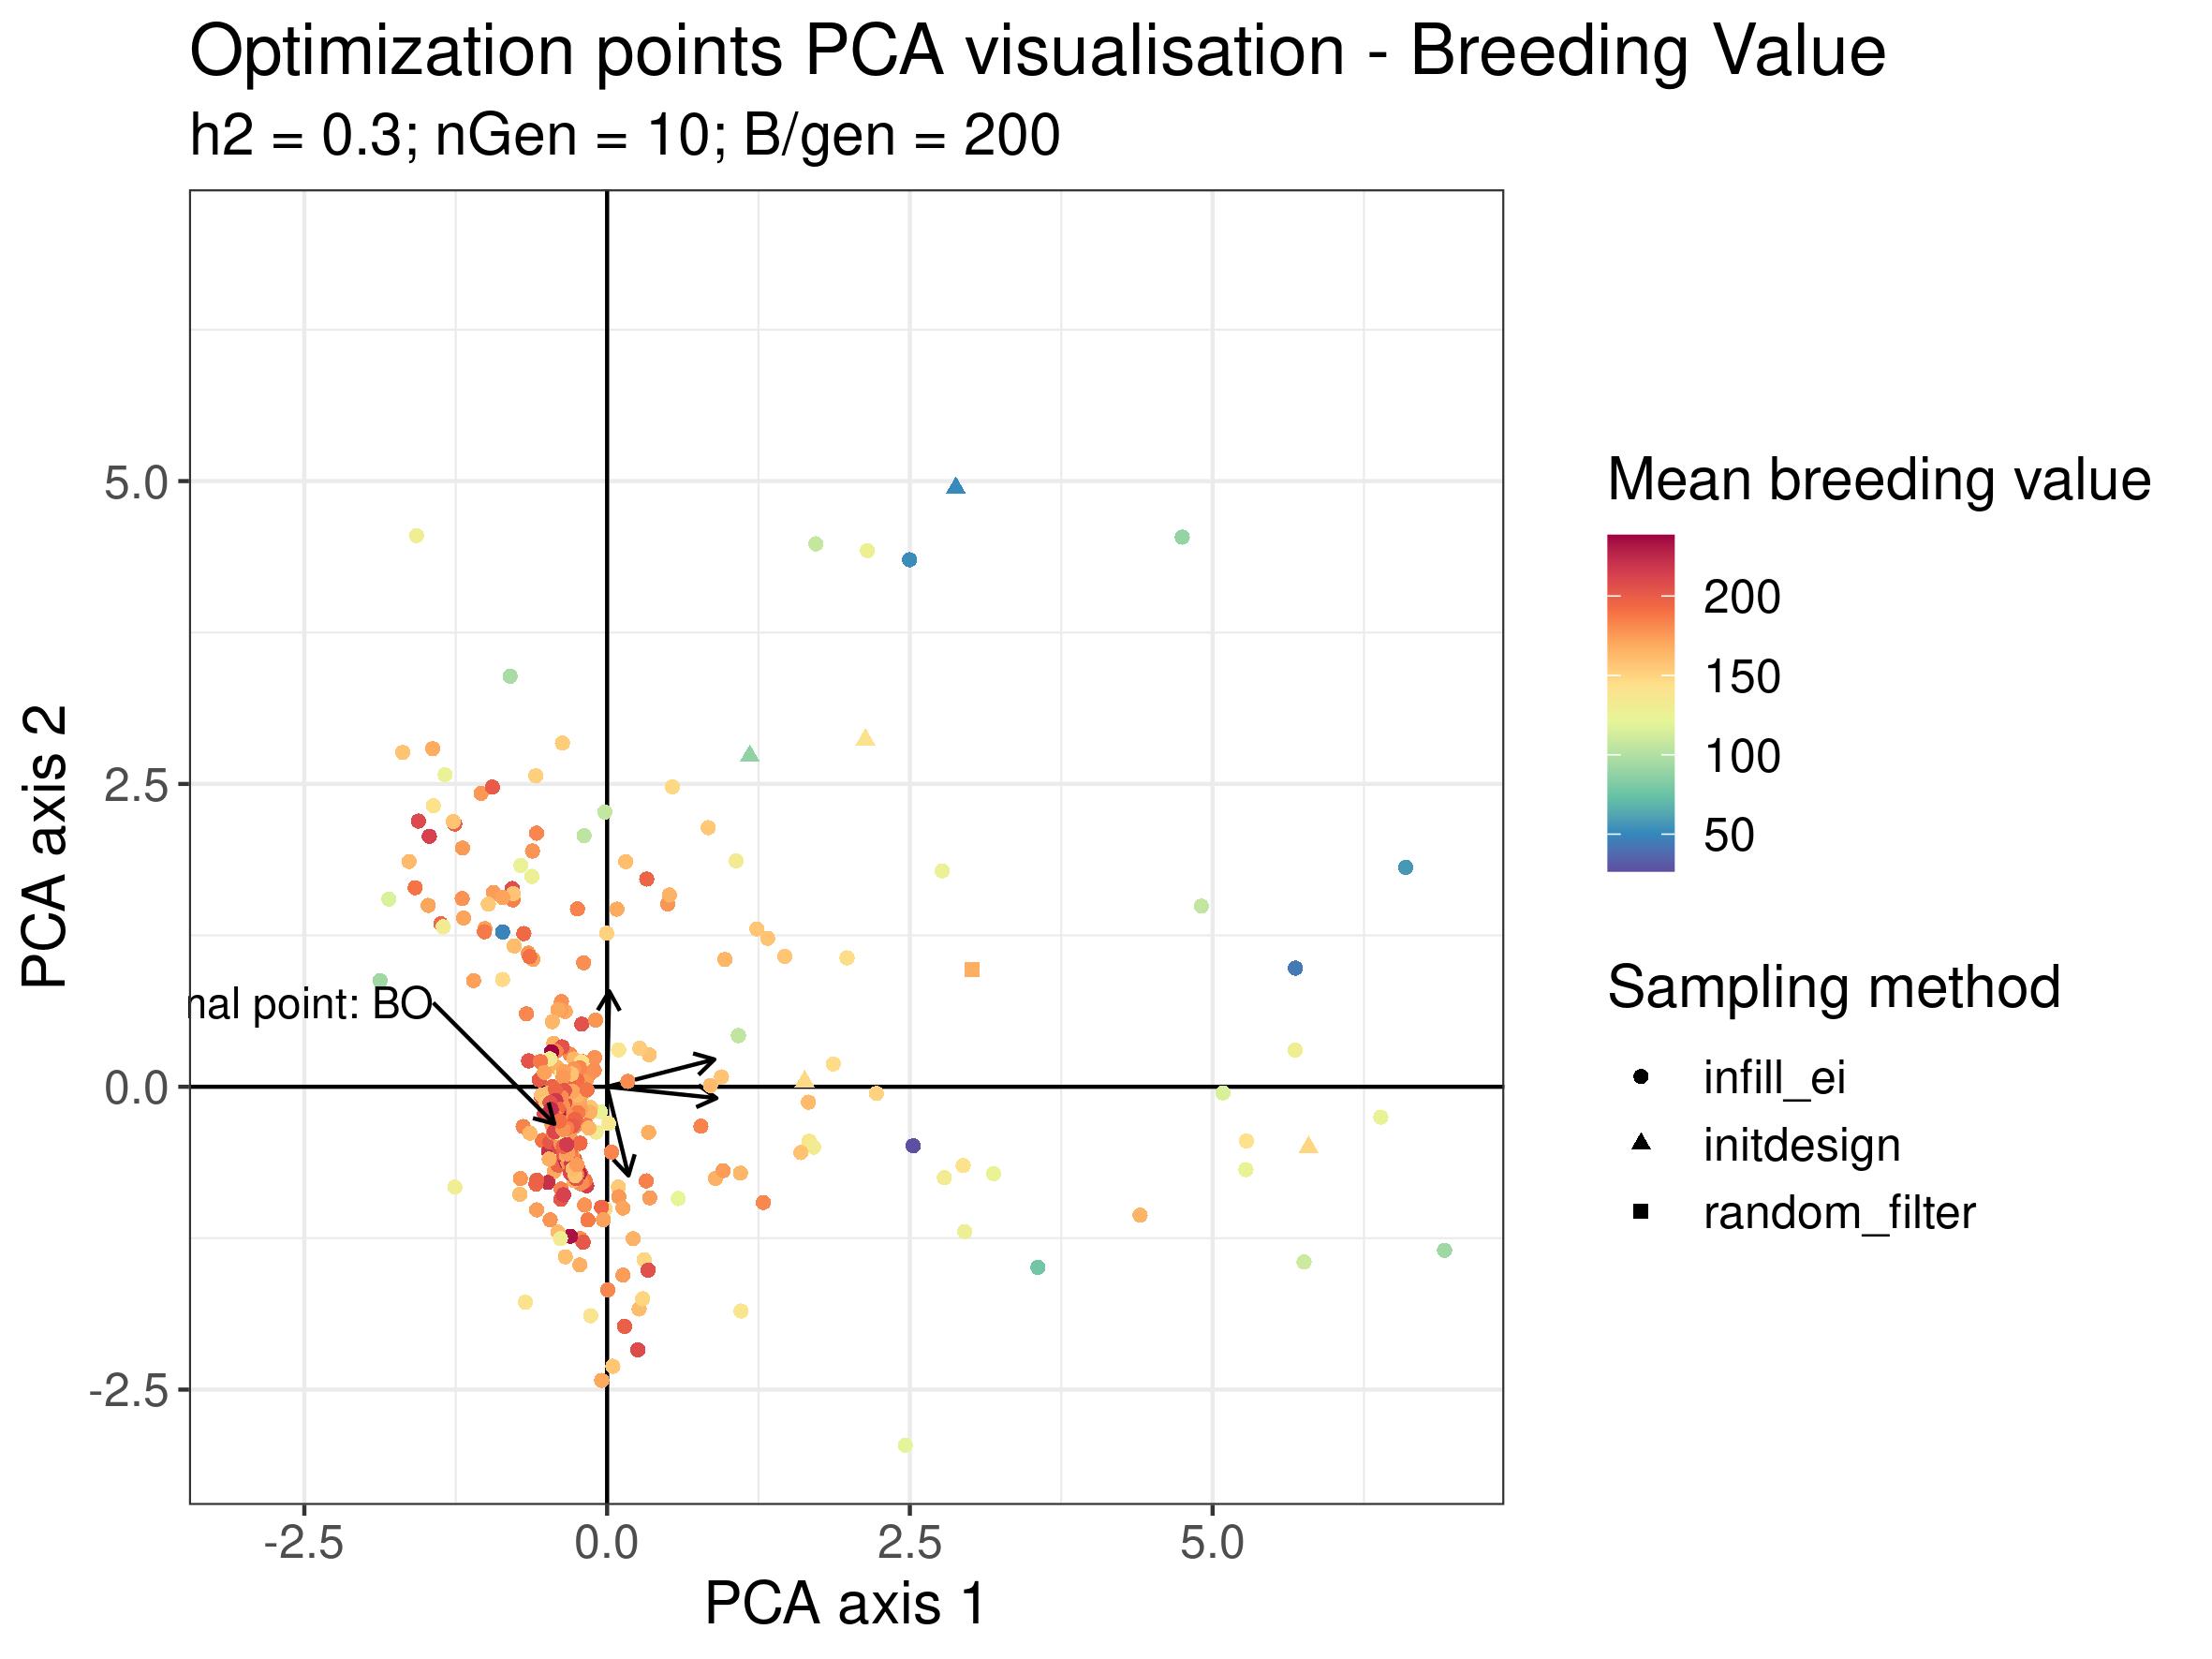 Optimization points PCA visualisation - Breeding Value
h2 = 0.3; nGen = 10; B/gen = 200
PCA axis 2
5.0
2.5
0.0
-2.5
nal point: BO
-2.5
0.0
2.5
5.0
PCA axis 1
Mean breeding value
200
150
100
50
Sampling method
infill_ei
initdesign
random_filter